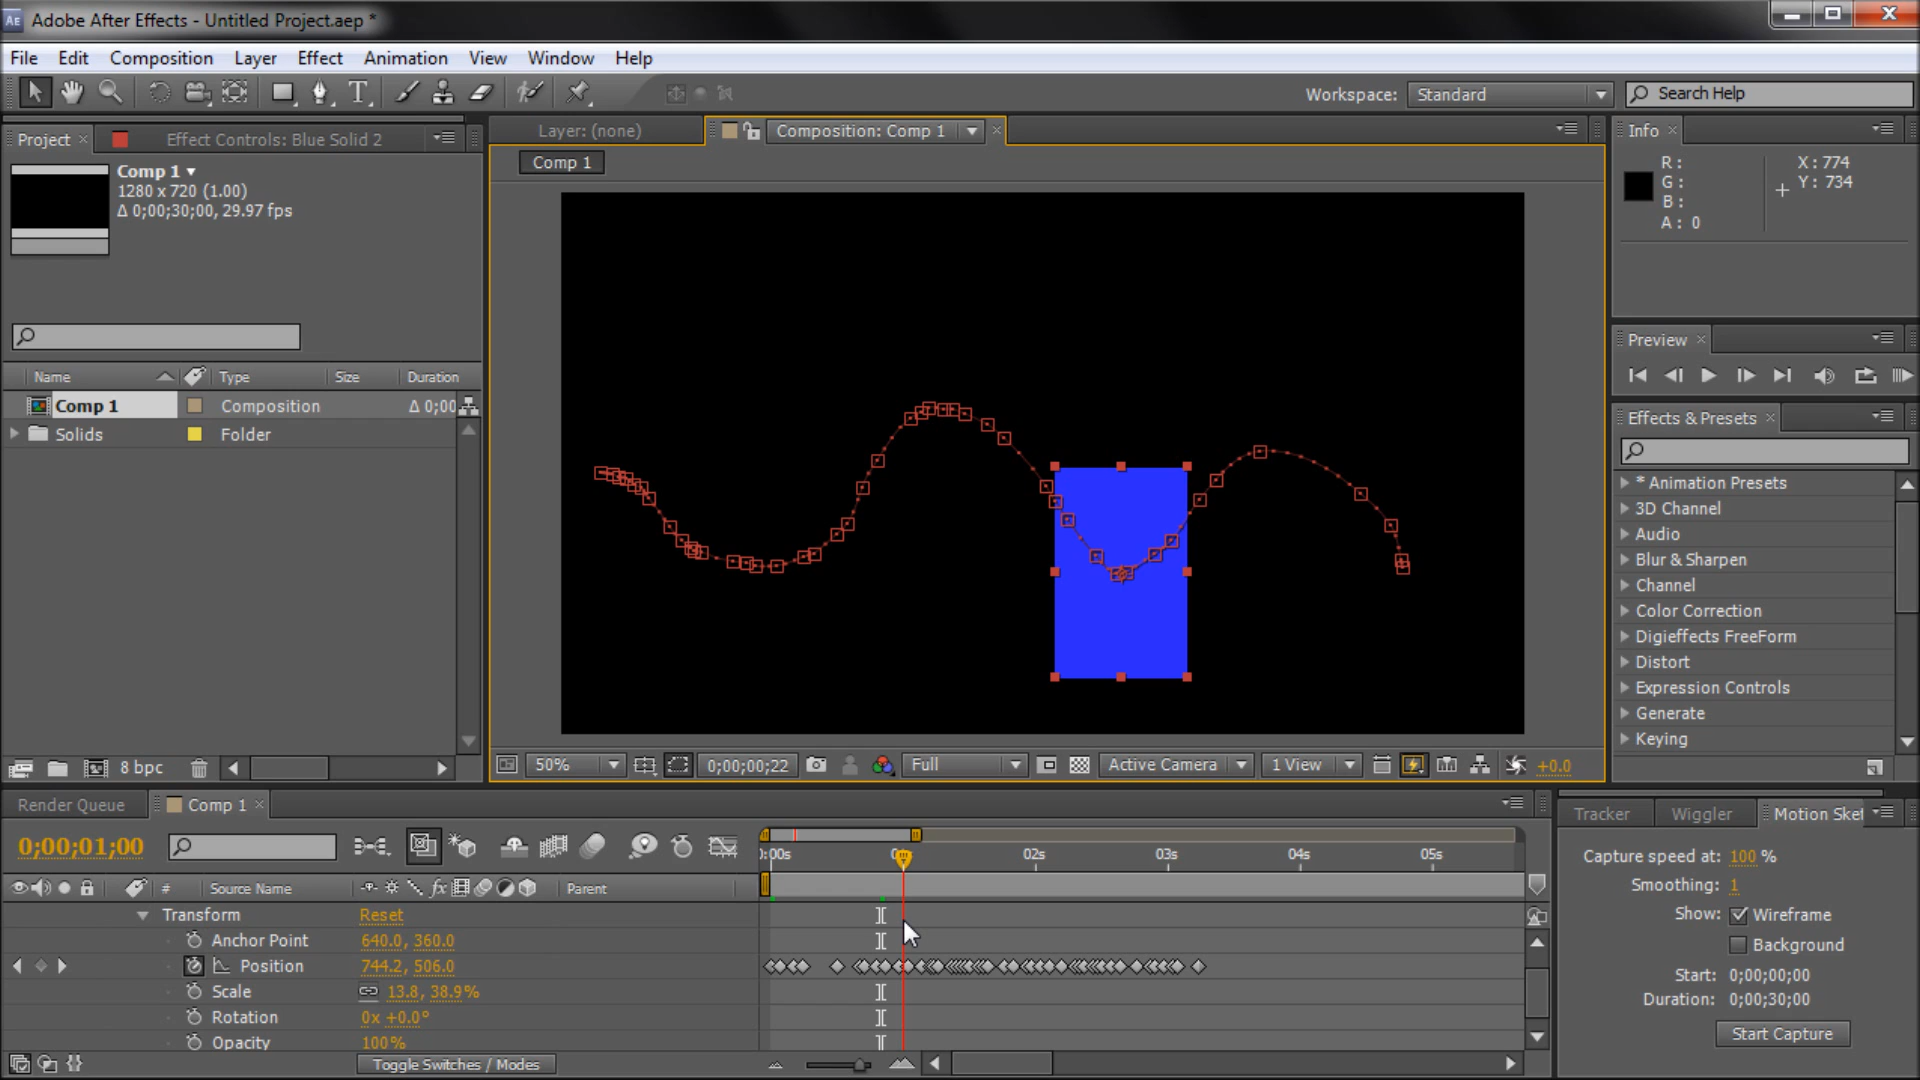 Adobe After Effects - Untitled Project.aep *
File Edit Composition Layer Effect Animation View Window Help
Workspace: Standard Search Help
Project × Effect Controls: Blue Solid 2
Comp 1
1280 x 720 (1.00)
Δ 0;00;30;00, 29.97 fps
Name Type Size Duration
Comp 1 Composition Δ 0;00
Solids Folder
8 bpc
Layer: (none) Composition: Comp 1 ×
Comp 1
50% 0;00;00;22 Full Active Camera 1 View +0.0
Info ×
R: X: 774
G: Y: 734
B:
A: 0
Preview ×
Effects & Presets ×
* Animation Presets
3D Channel
Audio
Blur & Sharpen
Channel
Color Correction
Digieffects FreeForm
Distort
Expression Controls
Generate
Keying
Render Queue Comp 1 ×
0;00;01;00
# Source Name fx Parent
Transform Reset
Anchor Point 640.0, 360.0
Position 744.2, 506.0
Scale 13.8, 38.9%
Rotation 0x +0.0°
Opacity 100%
Toggle Switches / Modes
):00s 02s 03s 04s 05s
Tracker Wiggler Motion Sket
Capture speed at: 100 %
Smoothing: 1
Show: Wireframe
Background
Start: 0;00;00;00
Duration: 0;00;30;00
Start Capture